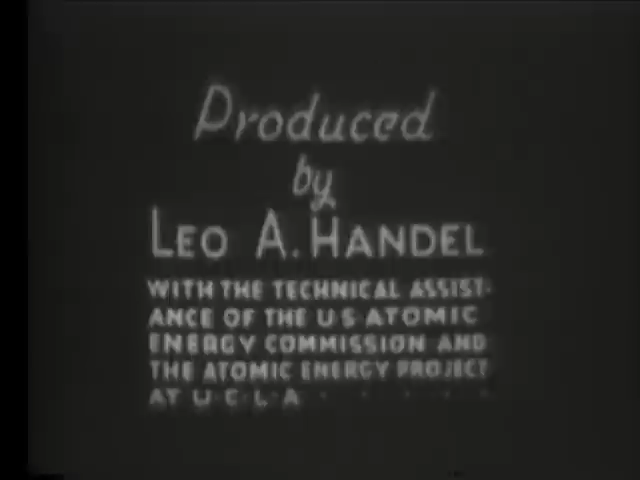 Produced
by
LEO A. HANDEL
WITH THE TECHNICAL ASSIST-
ANCE OF THE U S ATOMIC
ENERGY COMMISSION AND
THE ATOMIC ENERGY PROJECT
AT U·C·L·A · · · · ·